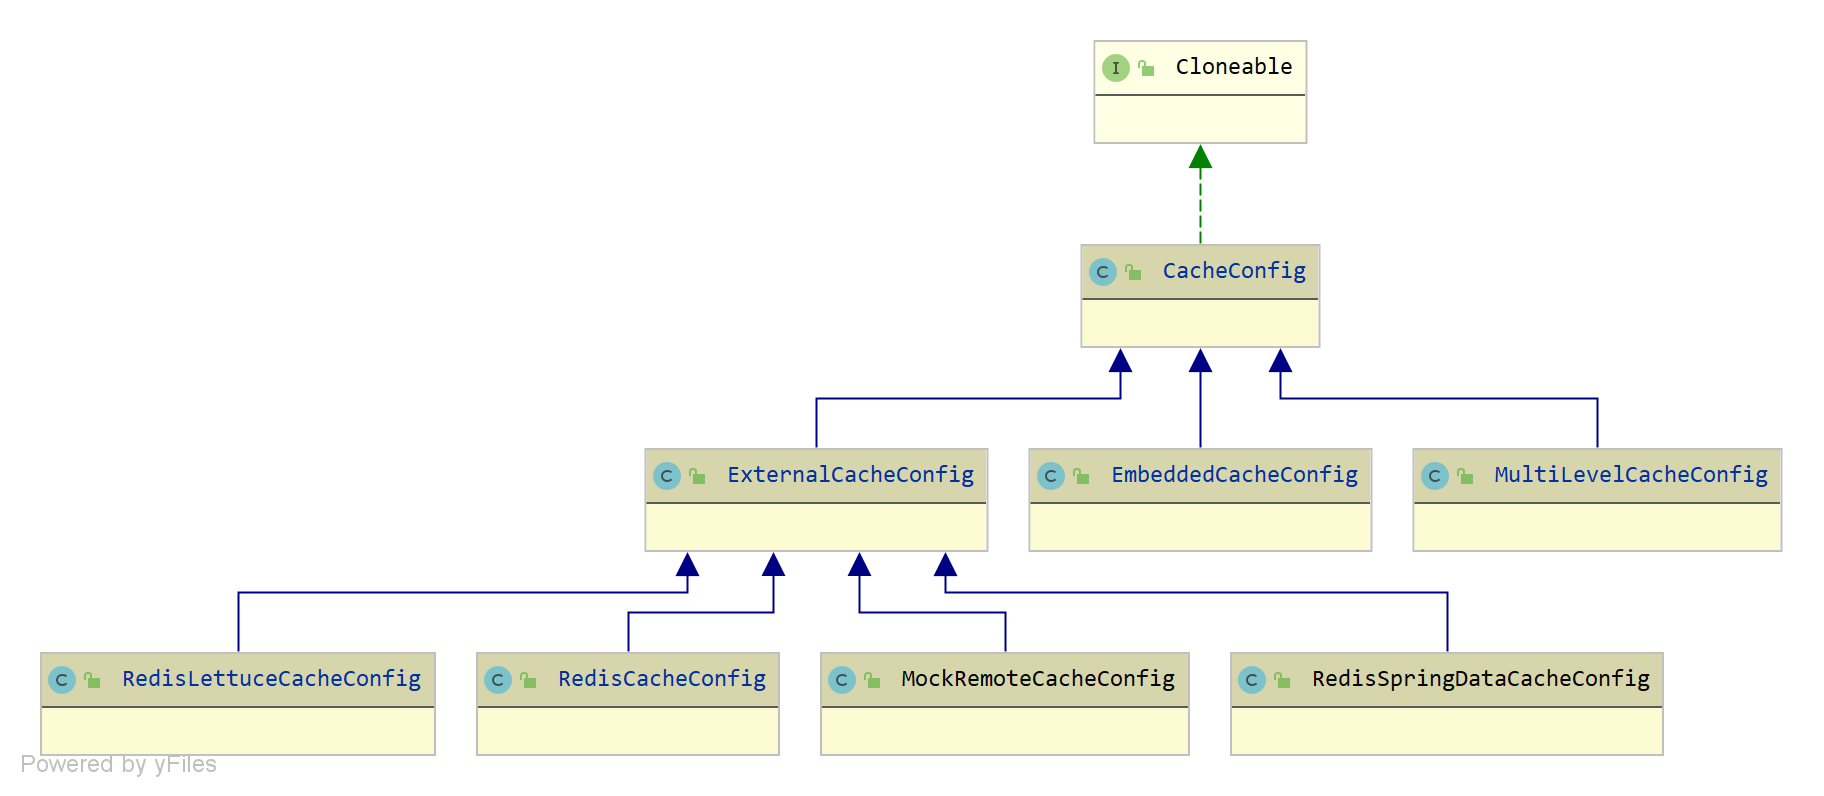 I Cloneable
C CacheConfig
C ExternalCacheConfig
C EmbeddedCacheConfig
C MultiLevelCacheConfig
C RedisLettuceCacheConfig
C RedisCacheConfig
C MockRemoteCacheConfig
C RedisSpringDataCacheConfig
Powered by yFiles